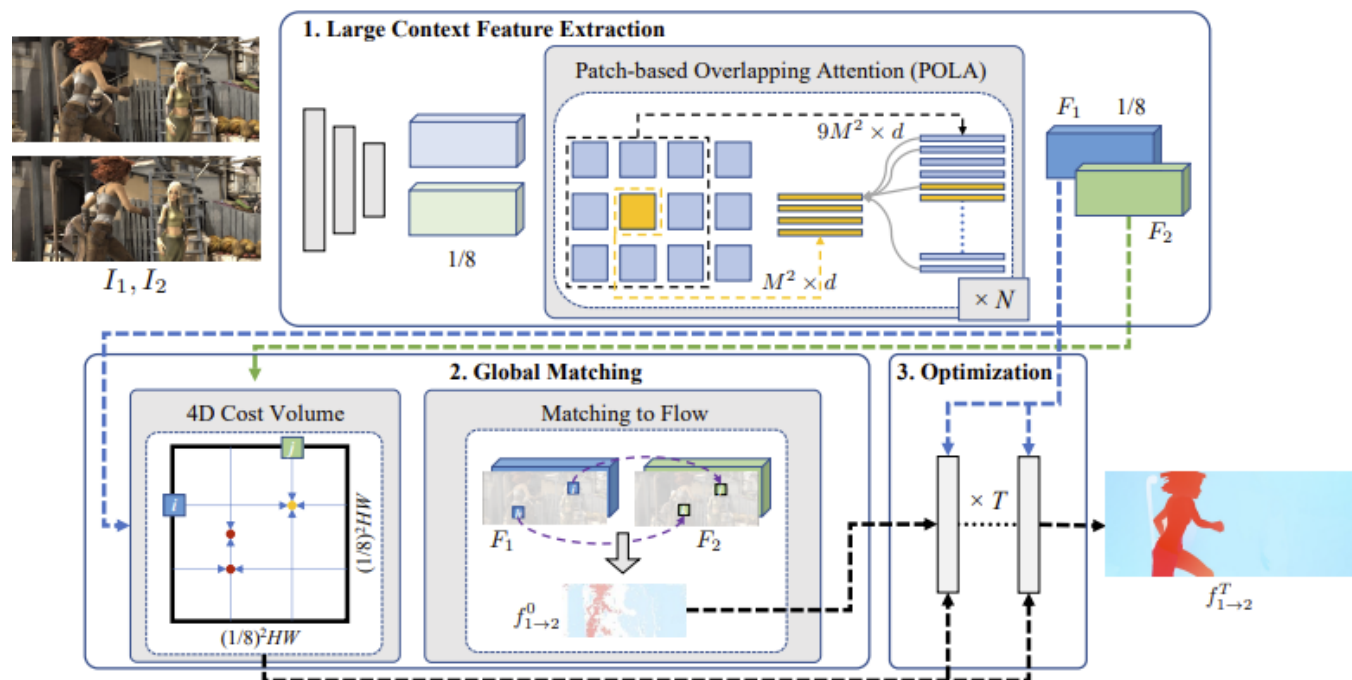 1. Large Context Feature Extraction
Patch-based Overlapping Attention (POLA)
I₁, I₂
1/8
9M² × d
M² × d
× N
F₁ 1/8
F₂
2. Global Matching
4D Cost Volume
j
i
(1/8)²HW
(1/8)²HW
Matching to Flow
i
F₁ F₂
f⁰₁→₂
3. Optimization
× T
fᵀ₁→₂